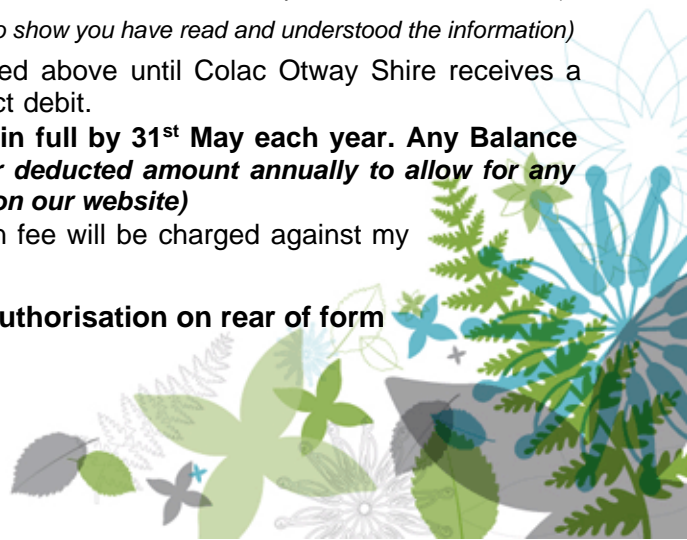 o show you have read and understood the information)
ed above until Colac Otway Shire receives a
ct debit.
in full by 31st May each year. Any Balance
r deducted amount annually to allow for any
on our website)
n fee will be charged against my
uthorisation on rear of form